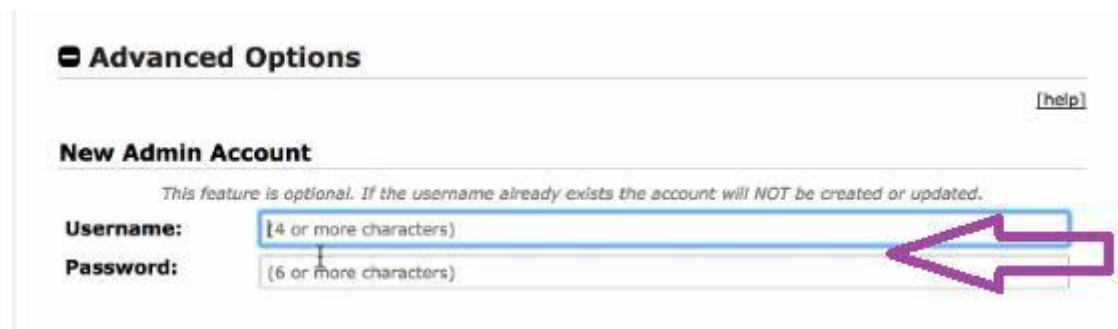 Advanced Options
[help]
New Admin Account
This feature is optional. If the username already exists the account will NOT be created or updated.
Username: (4 or more characters)
Password: (6 or more characters)